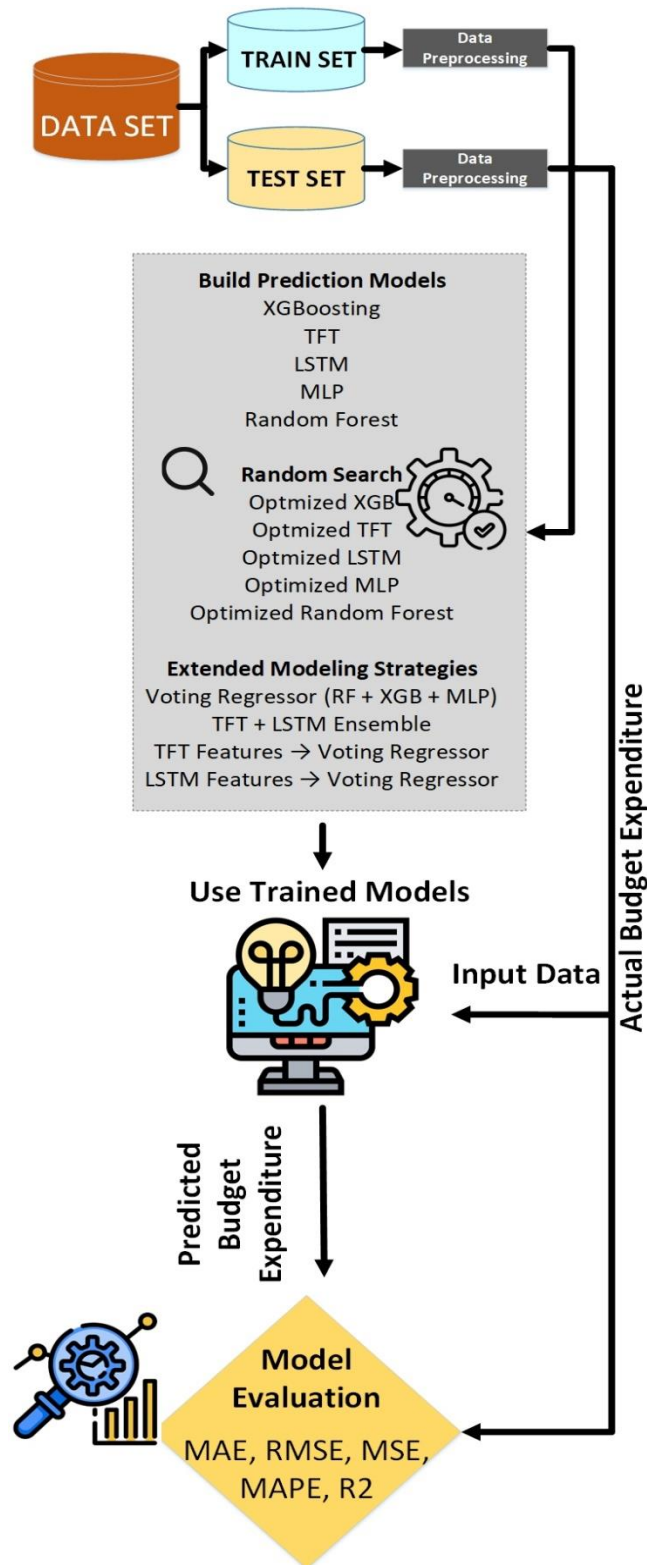 DATA SET
TRAIN SET
Data
Preprocessing
TEST SET
Data
Preprocessing
Build Prediction Models
XGBoosting
TFT
LSTM
MLP
Random Forest
Random Search
Optmized XGB
Optmized TFT
Optmized LSTM
Optimized MLP
Optimized Random Forest
Extended Modeling Strategies
Voting Regressor (RF + XGB + MLP)
TFT + LSTM Ensemble
TFT Features → Voting Regressor
LSTM Features → Voting Regressor
Use Trained Models
Input Data
Actual Budget Expenditure
Predicted
Budget
Expenditure
Model
Evaluation
MAE, RMSE, MSE,
MAPE, R2